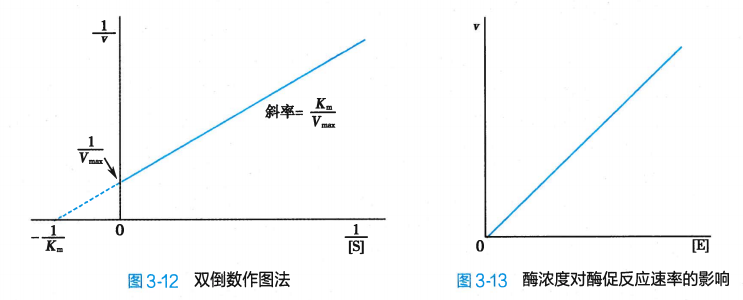 1/v
斜率= Km/Vmax
1/Vmax
-1/Km
0
1/[S]
图 3-12 双倒数作图法
v
0
[E]
图 3-13 酶浓度对酶促反应速率的影响